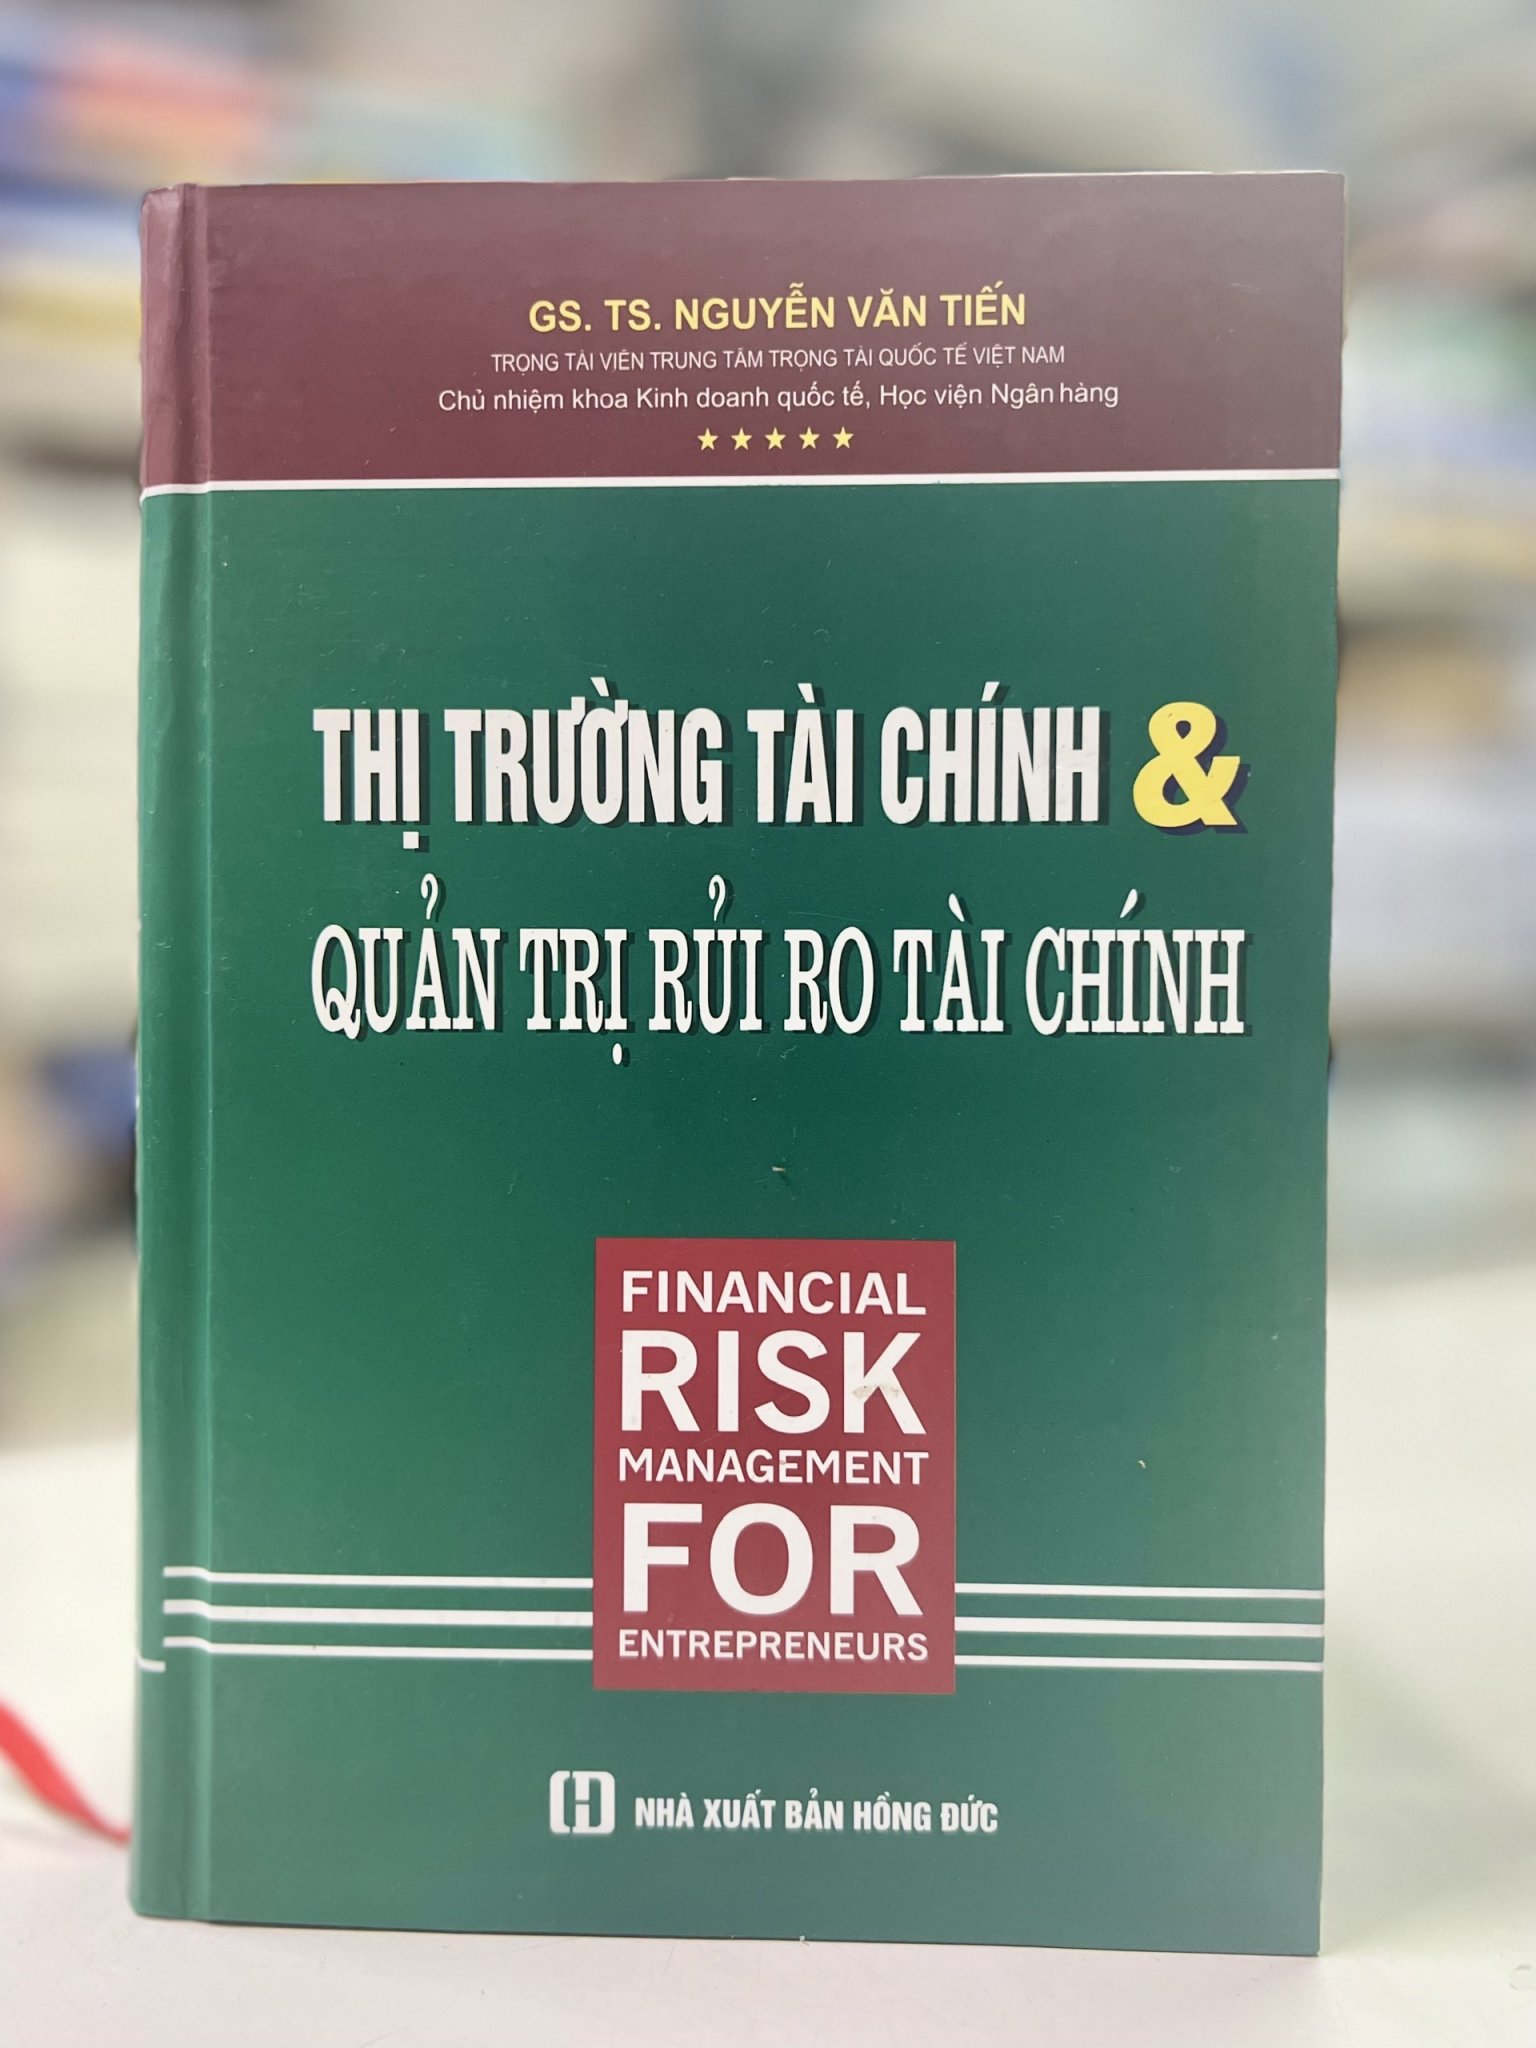 GS. TS. NGUYỄN VĂN TIẾN
TRỌNG TÀI VIÊN TRUNG TÂM TRỌNG TÀI QUỐC TẾ VIỆT NAM
Chủ nhiệm khoa Kinh doanh quốc tế, Học viện Ngân hàng
★ ★ ★ ★ ★
THỊ TRƯỜNG TÀI CHÍNH &
QUẢN TRỊ RỦI RO TÀI CHÍNH
FINANCIAL
RISK
MANAGEMENT
FOR
ENTREPRENEURS
HD NHÀ XUẤT BẢN HỒNG ĐỨC